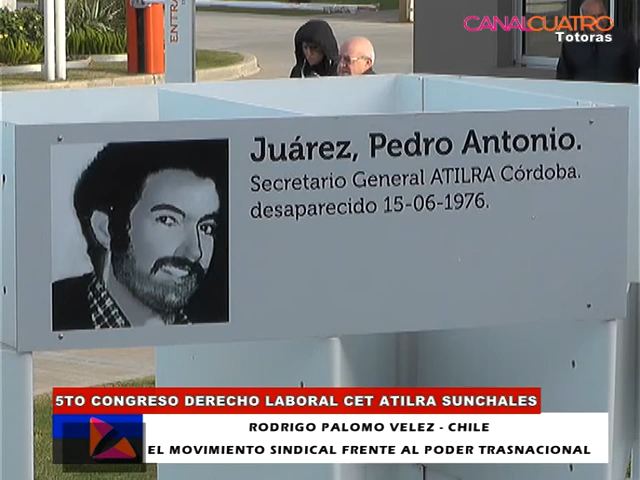 CANALCUATRO
Totoras
ENTRA
Juárez, Pedro Antonio.
Secretario General ATILRA Córdoba.
desaparecido 15-06-1976.
5TO CONGRESO DERECHO LABORAL CET ATILRA SUNCHALES
RODRIGO PALOMO VELEZ - CHILE
EL MOVIMIENTO SINDICAL FRENTE AL PODER TRASNACIONAL